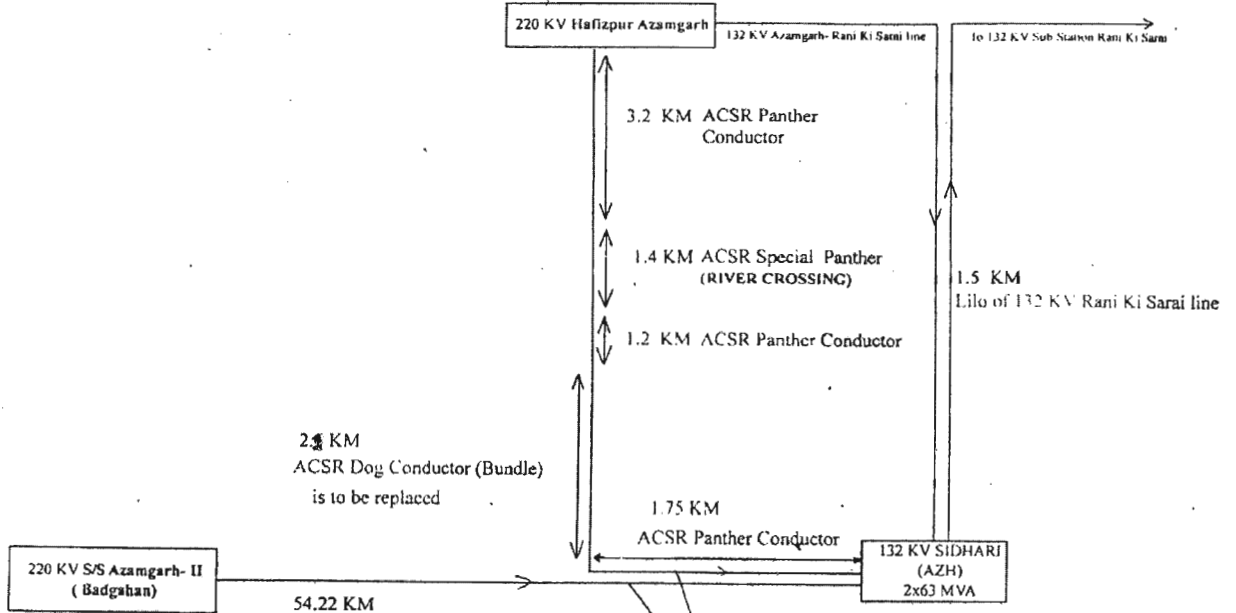 220 KV Hafizpur Azamgarh
132 KV Azamgarh- Rani Ki Sarai line
To 132 KV Sub Station Rani Ki Sarai
3.2 KM ACSR Panther
Conductor
1.4 KM ACSR Special Panther
(RIVER CROSSING)
1.5 KM
Lilo of 132 KV Rani Ki Sarai line
1.2 KM ACSR Panther Conductor
KM
ACSR Dog Conductor (Bundle)
is to be replaced
1.75 KM
ACSR Panther Conductor
220 KV S/S Azamgarh- II
( Badgahan)
54.22 KM
132 KV SIDHARI
(AZH)
2x63 MVA